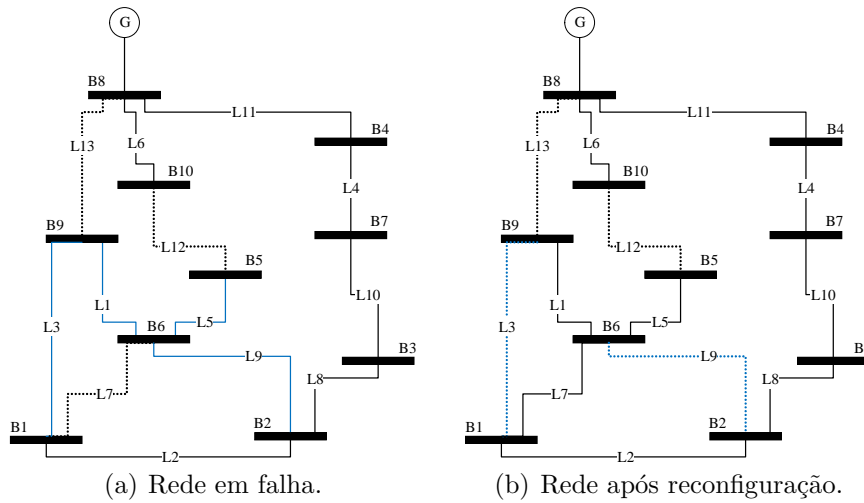 G
G
B8
B8
L11
L11
L13
L6
B4
L13
L6
B4
B10
B10
L4
L4
B9
B7
B9
B7
L12
B5
L12
B5
L1
L10
L1
L10
L3
B6
L5
L3
B6
L5
L9
B3
L9
B
L7
L8
L7
L8
B1
B2
B1
B2
L2
L2
(a) Rede em falha.
(b) Rede após reconfiguração.